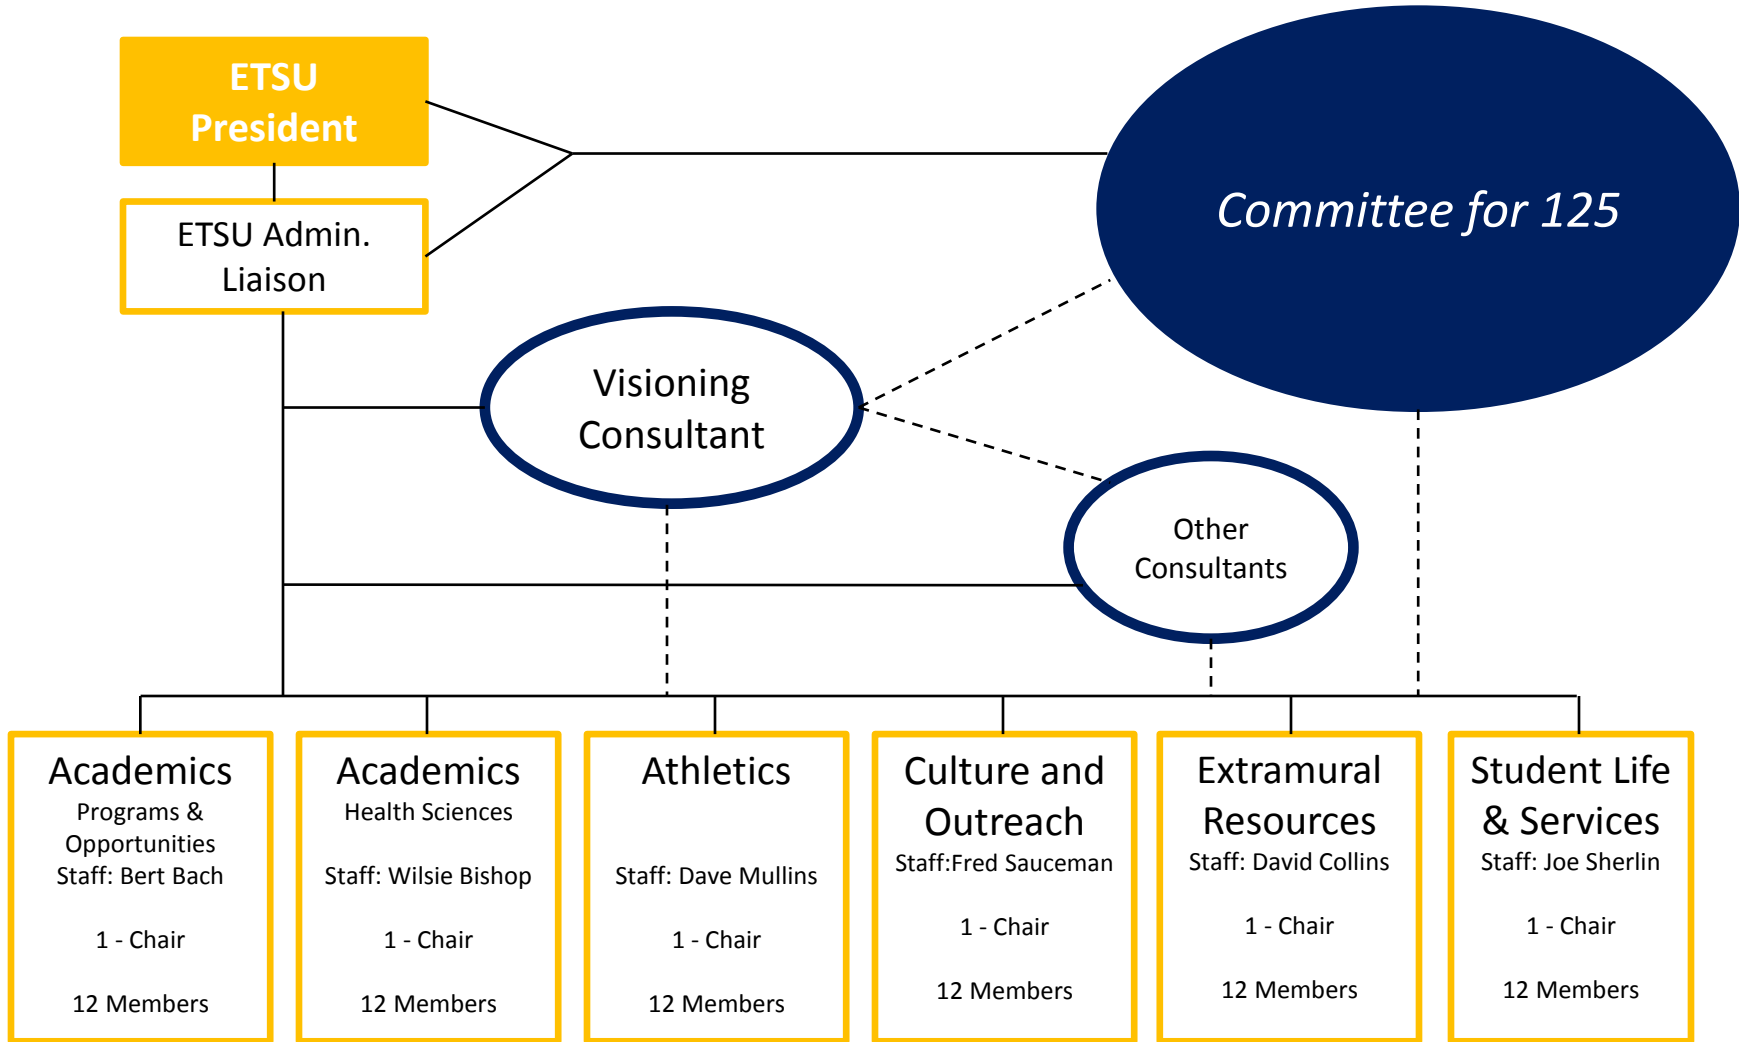 ETSU
President
ETSU Admin.
Liaison
Committee for 125
Visioning
Consultant
Other
Consultants
Academics
Programs &
Opportunities
Staff: Bert Bach
1 - Chair
12 Members
Academics
Health Sciences
Staff: Wilsie Bishop
1 - Chair
12 Members
Athletics
Staff: Dave Mullins
1 - Chair
12 Members
Culture and
Outreach
Staff:Fred Sauceman
1 - Chair
12 Members
Extramural
Resources
Staff: David Collins
1 - Chair
12 Members
Student Life
& Services
Staff: Joe Sherlin
1 - Chair
12 Members